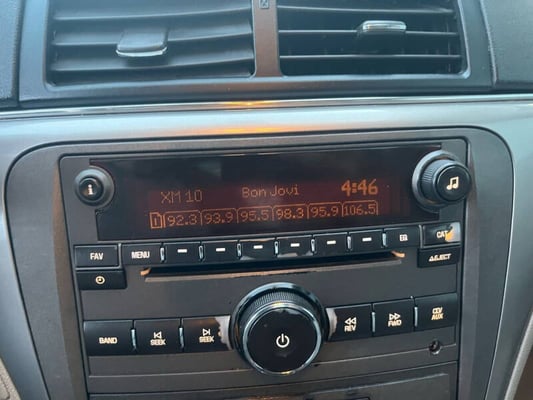 XM 10 Bon Jovi 4:46
1 92.3 93.9 95.5 98.3 95.9 106.5
FAV MENU EQ CAT
EJECT
BAND SEEK SEEK REV FWD CD/AUX